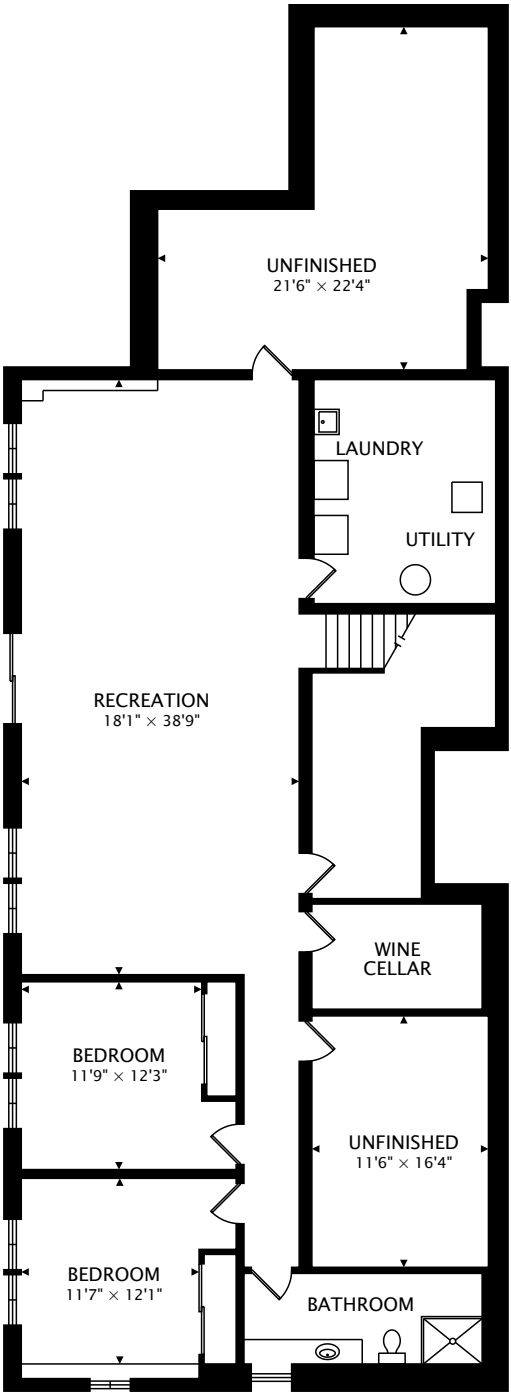 UNFINISHED
21'6" × 22'4"
LAUNDRY
UTILITY
RECREATION
18'1" × 38'9"
WINE
CELLAR
BEDROOM
11'9" × 12'3"
UNFINISHED
11'6" × 16'4"
BEDROOM
11'7" × 12'1"
BATHROOM